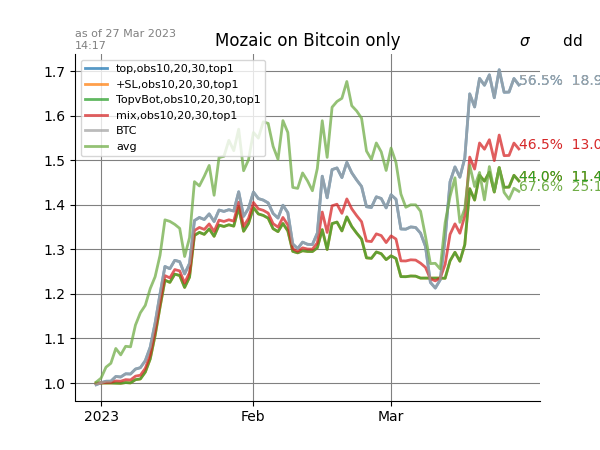 as of 27 Mar 2023
14:17
Mozaic on Bitcoin only
σ dd
top,obs10,20,30,top1
+SL,obs10,20,30,top1
TopvBot,obs10,20,30,top1
mix,obs10,20,30,top1
BTC
avg
1.7
1.6
1.5
1.4
1.3
1.2
1.1
1.0
56.5% 18.9
46.5% 13.0
44.0% 11.4
67.6% 25.1
2023 Feb Mar